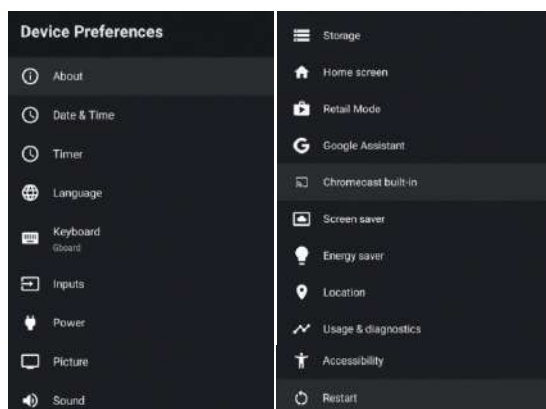 Device Preferences
About
Date & Time
Timer
Language
Keyboard
Gboard
Inputs
Power
Picture
Sound
Storage
Home screen
Retail Mode
Google Assistant
Chromecast built-in
Screen saver
Energy saver
Location
Usage & diagnostics
Accessibility
Restart